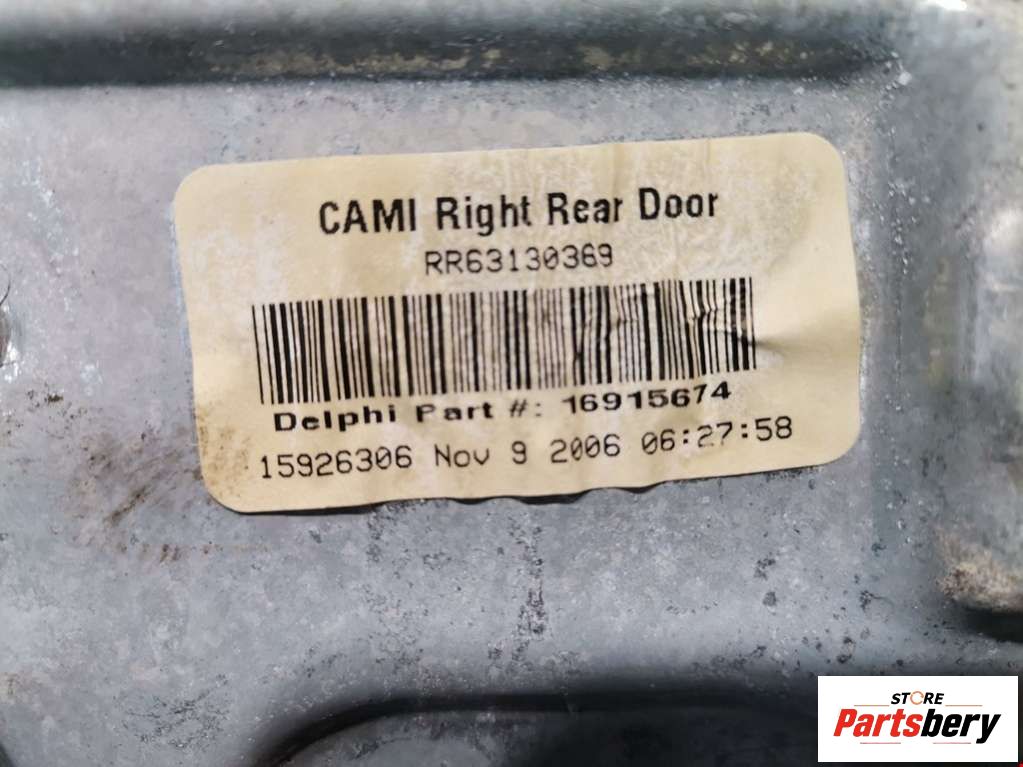 CAMI Right Rear Door
RR63130369
Delphi Part #: 16915674
15926306 Nov 9 2006 06:27:58
STORE
Partsbery